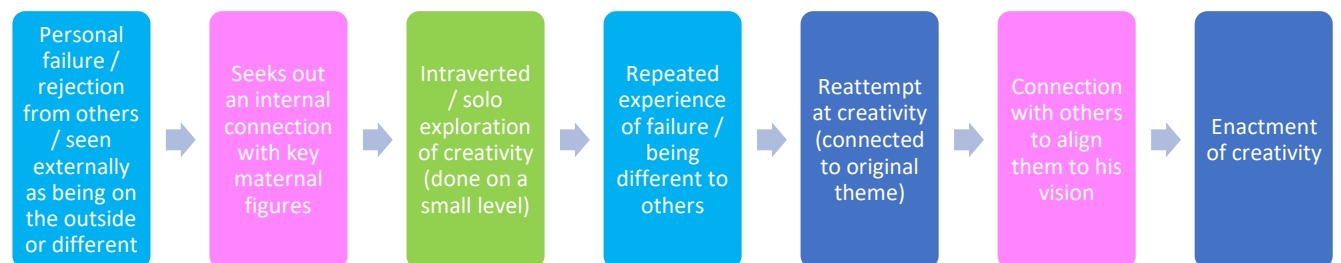 Personal
failure /
rejection
from others
/ seen
externally
as being on
the outside
or different
Seeks out
an internal
connection
with key
maternal
figures
Intraverted
/ solo
exploration
of creativity
(done on a
small level)
Repeated
experience
of failure /
being
different to
others
Reattempt
at creativity
(connected
to original
theme)
Connection
with others
to align
them to his
vision
Enactment
of creativity